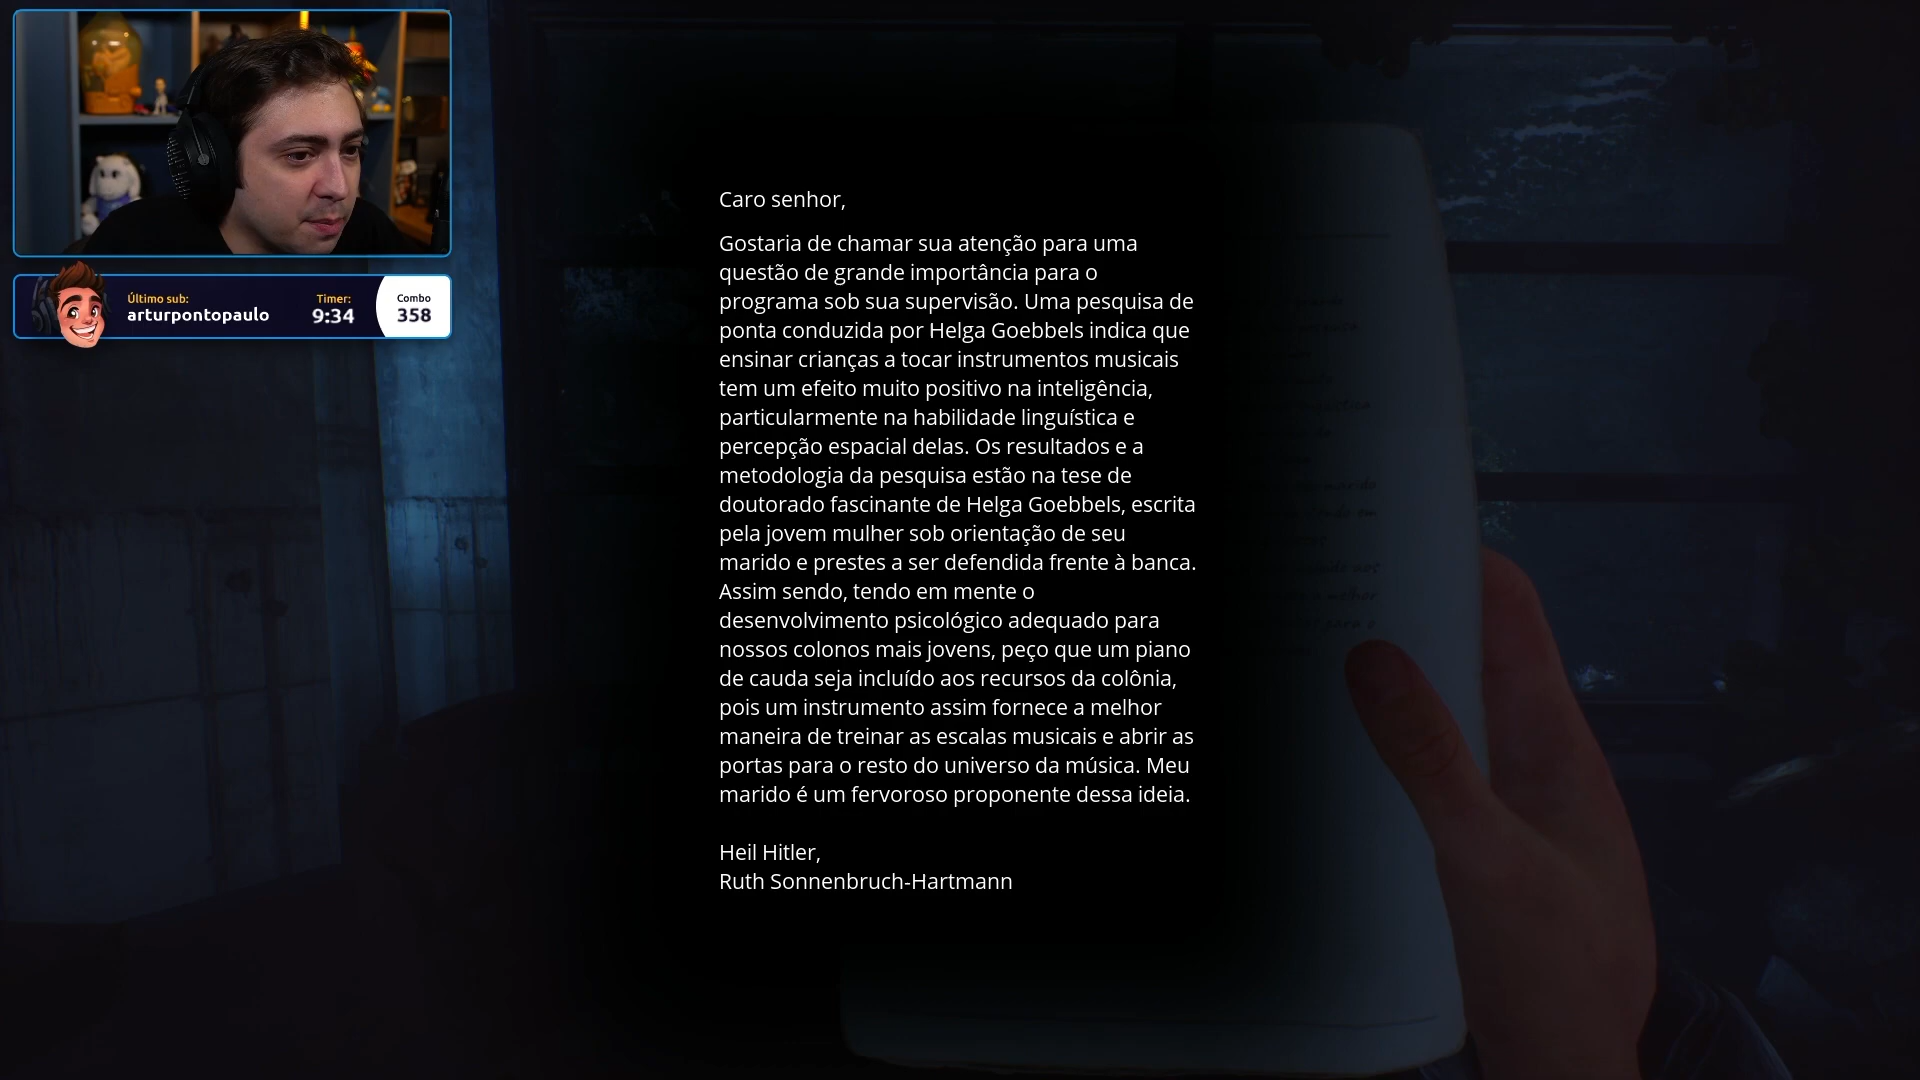 Último sub:
arturpontopaulo
Timer:
9:34
Combo
358
Caro senhor,
Gostaria de chamar sua atenção para uma
questão de grande importância para o
programa sob sua supervisão. Uma pesquisa de
ponta conduzida por Helga Goebbels indica que
ensinar crianças a tocar instrumentos musicais
tem um efeito muito positivo na inteligência,
particularmente na habilidade linguística e
percepção espacial delas. Os resultados e a
metodologia da pesquisa estão na tese de
doutorado fascinante de Helga Goebbels, escrita
pela jovem mulher sob orientação de seu
marido e prestes a ser defendida frente à banca.
Assim sendo, tendo em mente o
desenvolvimento psicológico adequado para
nossos colonos mais jovens, peço que um piano
de cauda seja incluído aos recursos da colônia,
pois um instrumento assim fornece a melhor
maneira de treinar as escalas musicais e abrir as
portas para o resto do universo da música. Meu
marido é um fervoroso proponente dessa ideia.
Heil Hitler,
Ruth Sonnenbruch-Hartmann